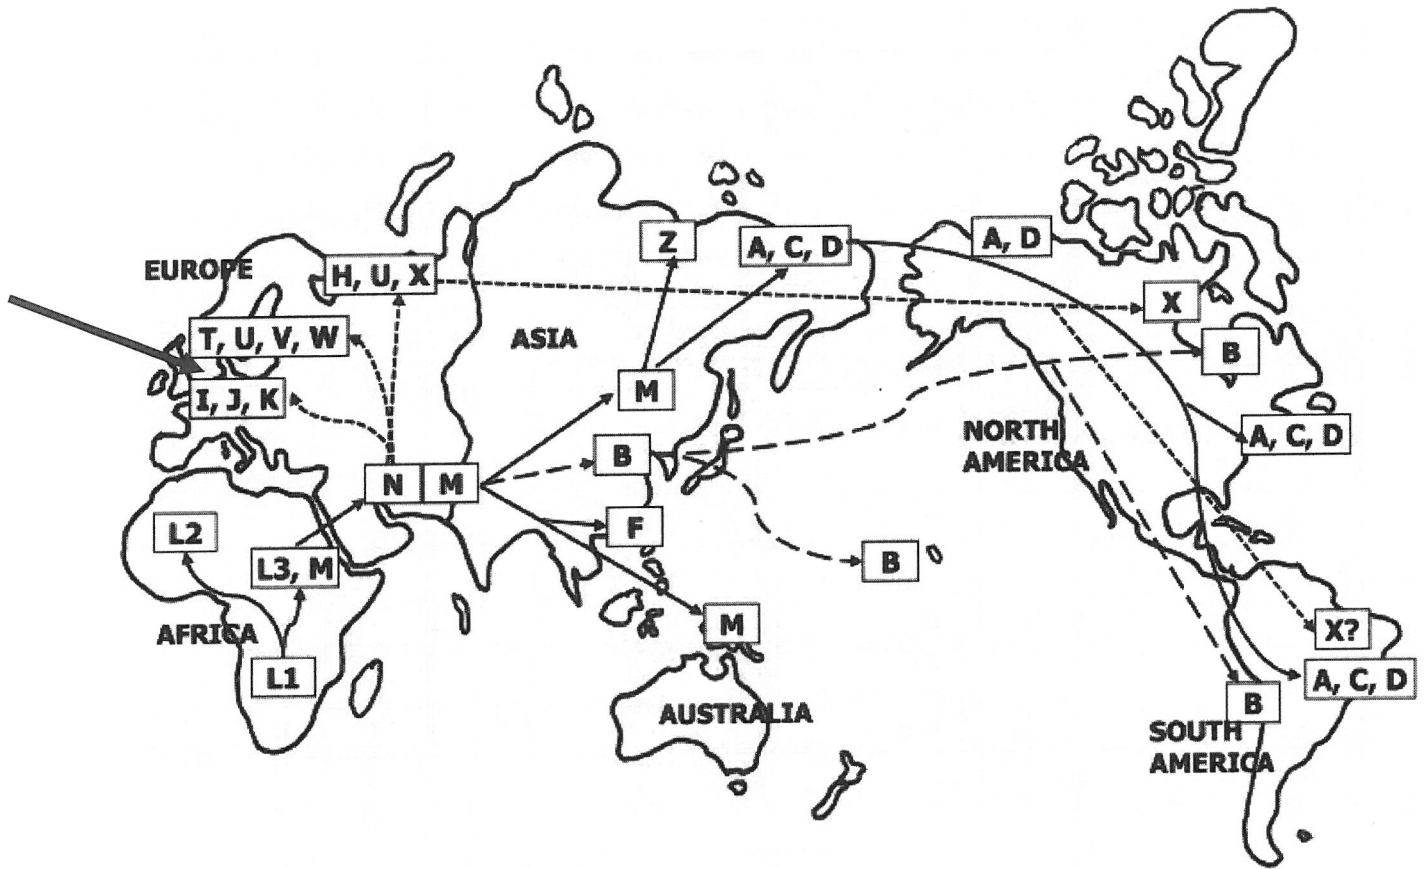 A, D
Z
A, C, D
EUROPE
H, U, X
X
T, U, V, W
ASIA
B
I, J, K
M
NORTH
AMERICA
A, C, D
B
N M
F
L2
L3, M
B
AFRICA
M
X?
L1
A, C, D
B
AUSTRALIA
SOUTH
AMERICA